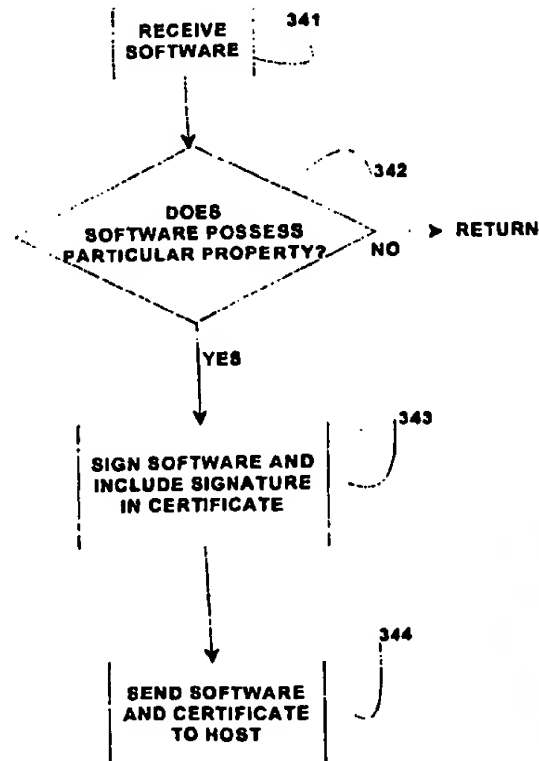 RECEIVE
SOFTWARE
341
342
DOES
SOFTWARE POSSESS
PARTICULAR PROPERTY?
NO
RETURN
YES
343
SIGN SOFTWARE AND
INCLUDE SIGNATURE
IN CERTIFICATE
344
SEND SOFTWARE
AND CERTIFICATE
TO HOST